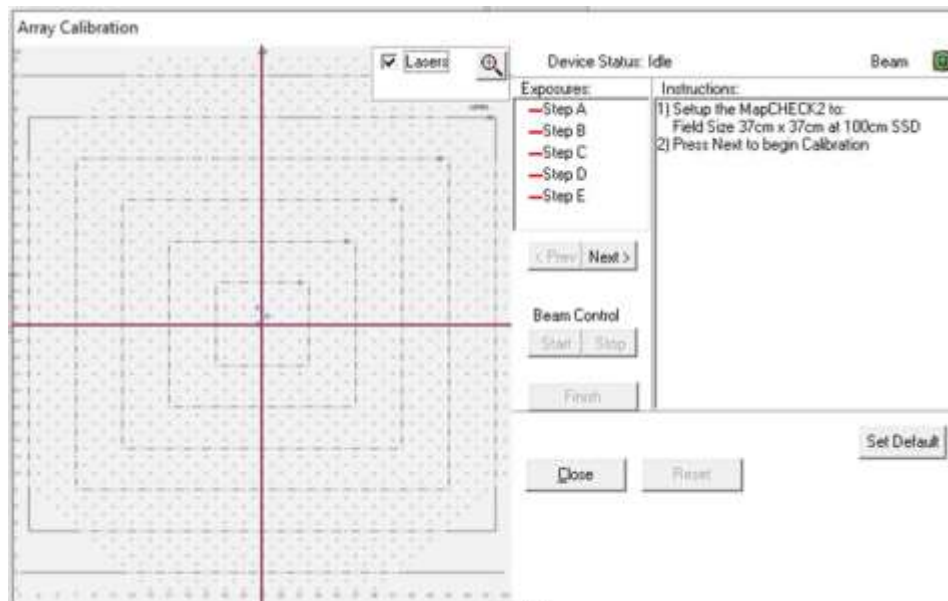 Array Calibration
Lasers
Device Status: Idle
Beam
Exposures:
Step A
Step B
Step C
Step D
Step E
Instructions:
1) Setup the MapCHECK2 to:
Field Size 37cm x 37cm at 100cm SSD
2) Press Next to begin Calibration
< Prev Next >
Beam Control
Start Stop
Finish
Set Default
Close Reset